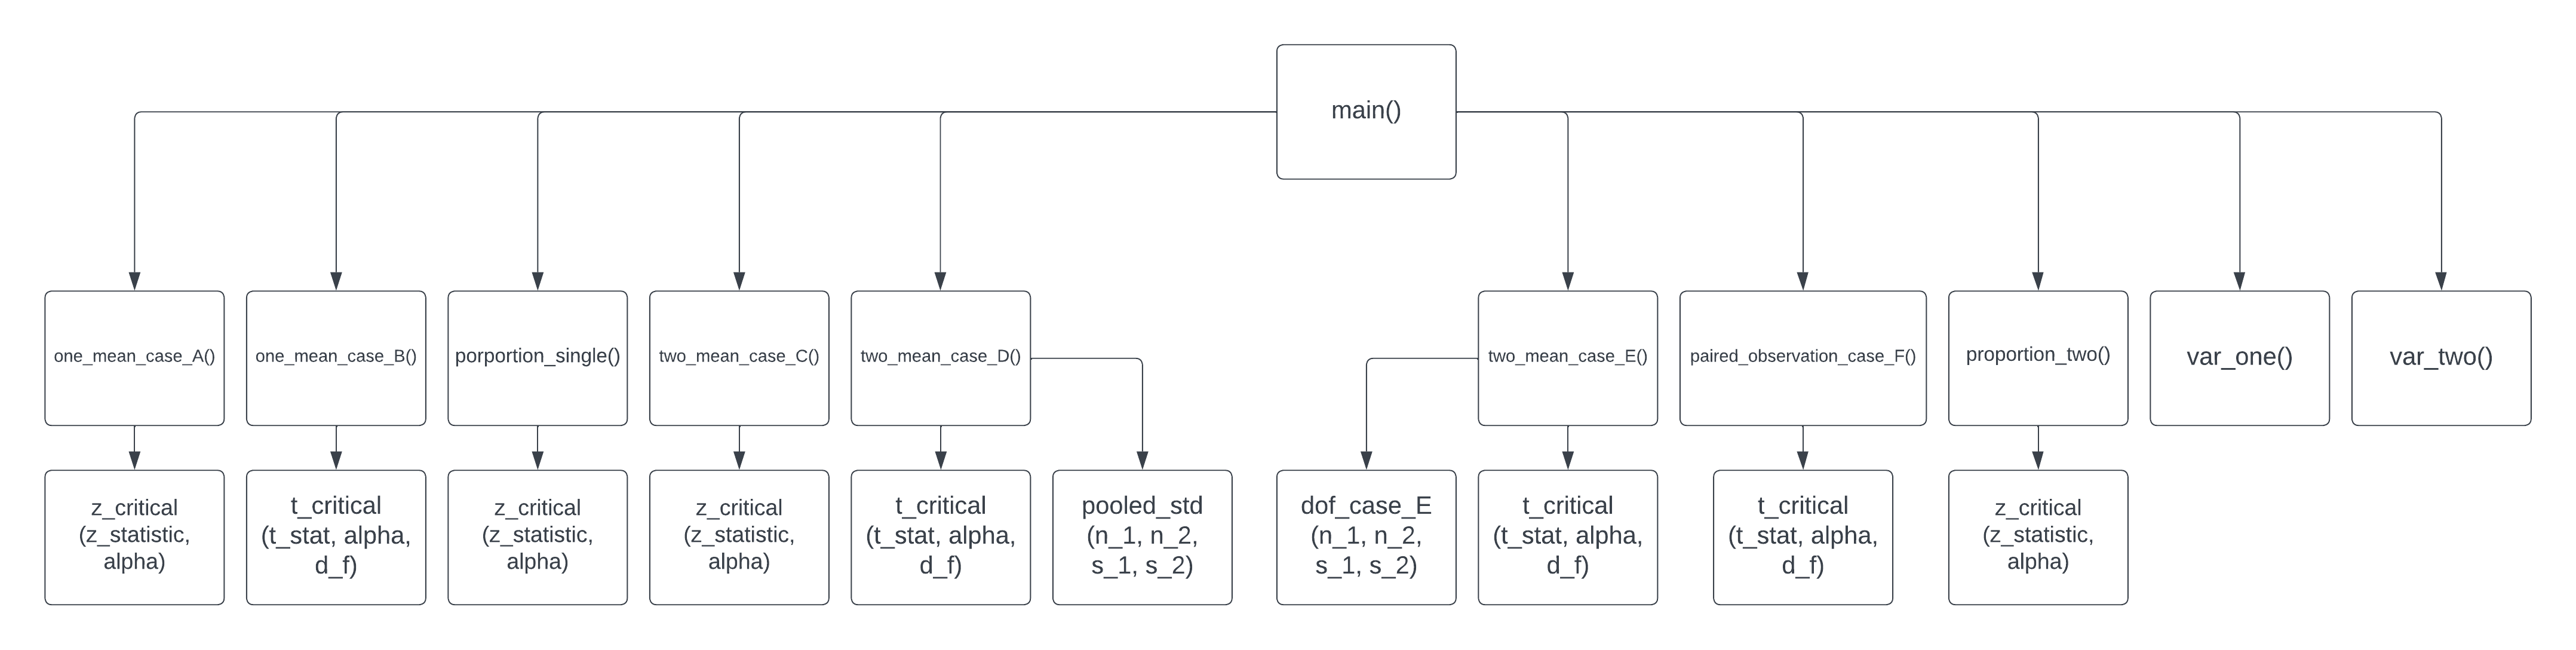 main()
one_mean_case_A()
one_mean_case_B()
porportion_single()
two_mean_case_C()
two_mean_case_D()
two_mean_case_E()
paired_observation_case_F()
proportion_two()
var_one()
var_two()
z_critical
(z_statistic,
alpha)
t_critical
(t_stat, alpha,
d_f)
z_critical
(z_statistic,
alpha)
z_critical
(z_statistic,
alpha)
t_critical
(t_stat, alpha,
d_f)
pooled_std
(n_1, n_2,
s_1, s_2)
dof_case_E
(n_1, n_2,
s_1, s_2)
t_critical
(t_stat, alpha,
d_f)
t_critical
(t_stat, alpha,
d_f)
z_critical
(z_statistic,
alpha)